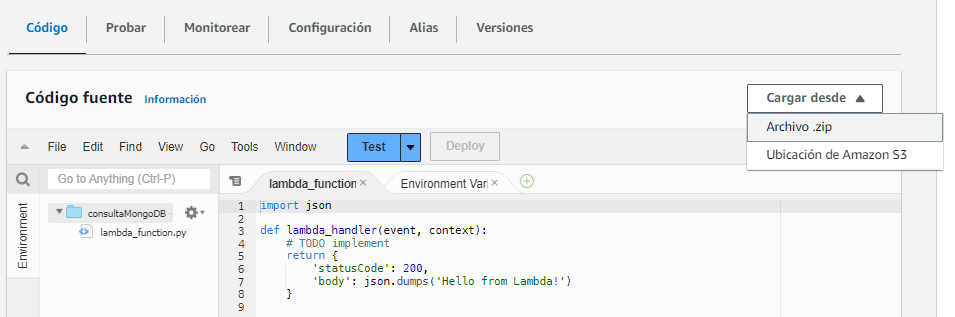 Código Probar Monitorear Configuración Alias Versiones
Código fuente Información Cargar desde
Archivo .zip
Ubicación de Amazon S3
File Edit Find View Go Tools Window Test Deploy
Go to Anything (Ctrl-P) lambda_function Environment Vari
Environment
consultaMongoDB
lambda_function.py
1 import json
2
3 def lambda_handler(event, context):
4 # TODO implement
5 return {
6 'statusCode': 200,
7 'body': json.dumps('Hello from Lambda!')
8 }
9